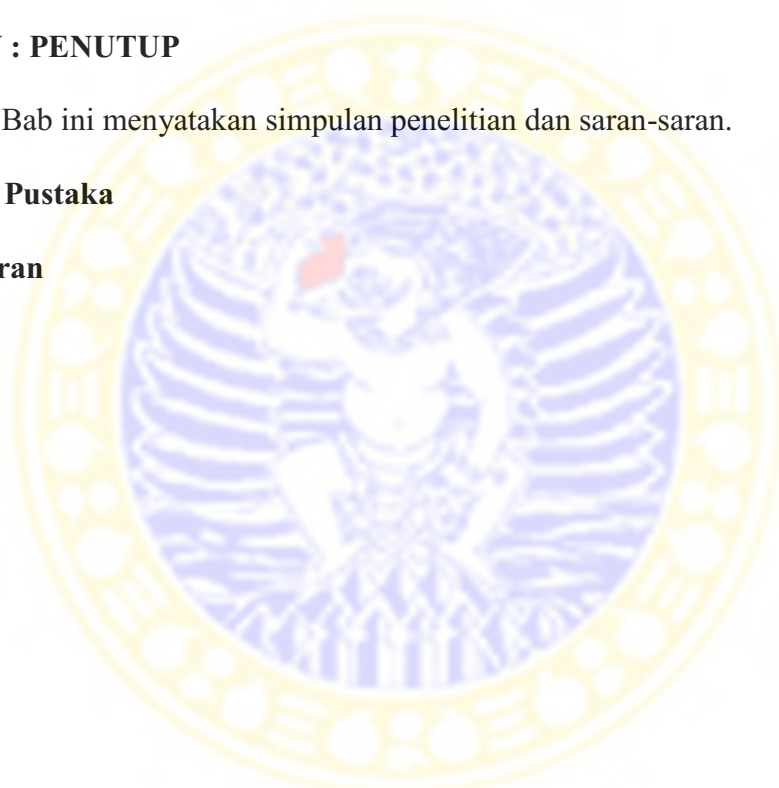 : PENUTUP
Bab ini menyatakan simpulan penelitian dan saran-saran.
Pustaka
ran